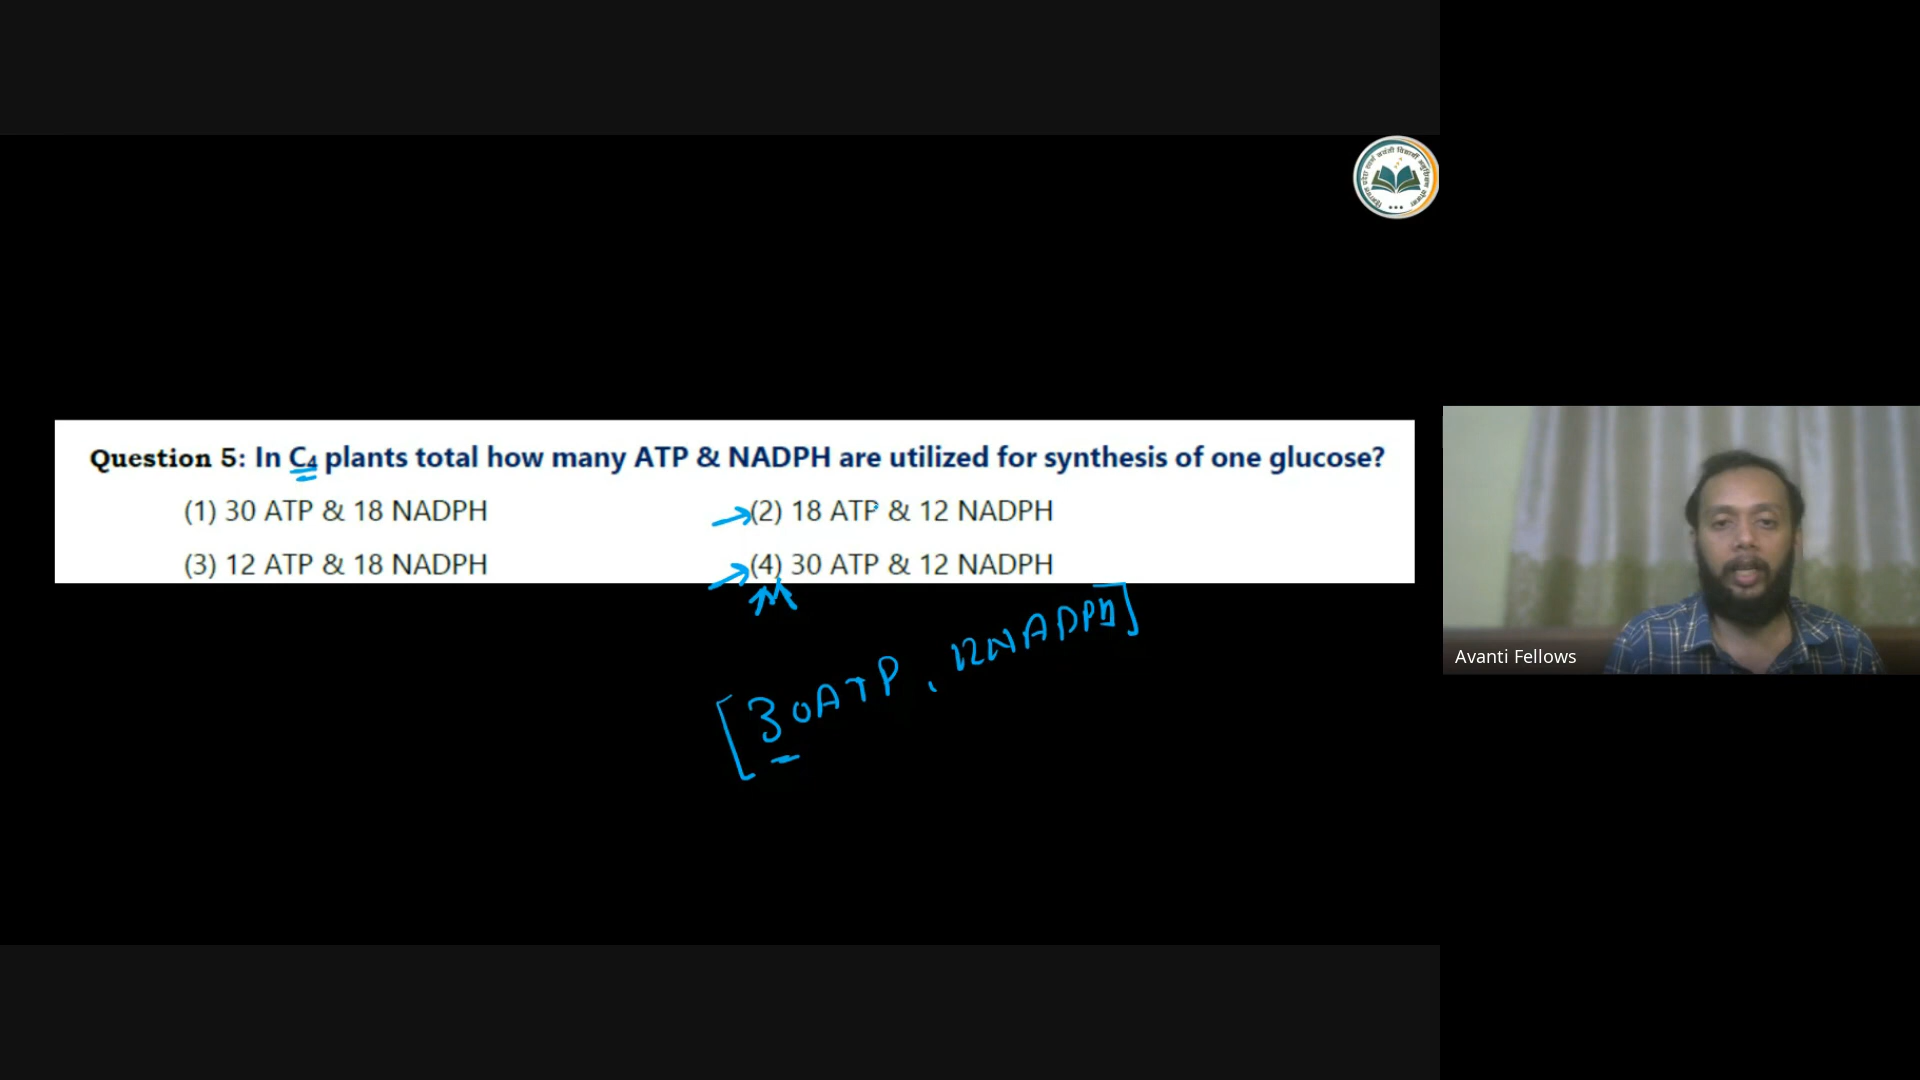 Question 5: In C₄ plants total how many ATP & NADPH are utilized for synthesis of one glucose?
(1) 30 ATP & 18 NADPH (2) 18 ATP & 12 NADPH
(3) 12 ATP & 18 NADPH (4) 30 ATP & 12 NADPH
[30ATP, 12NADPH]
Avanti Fellows